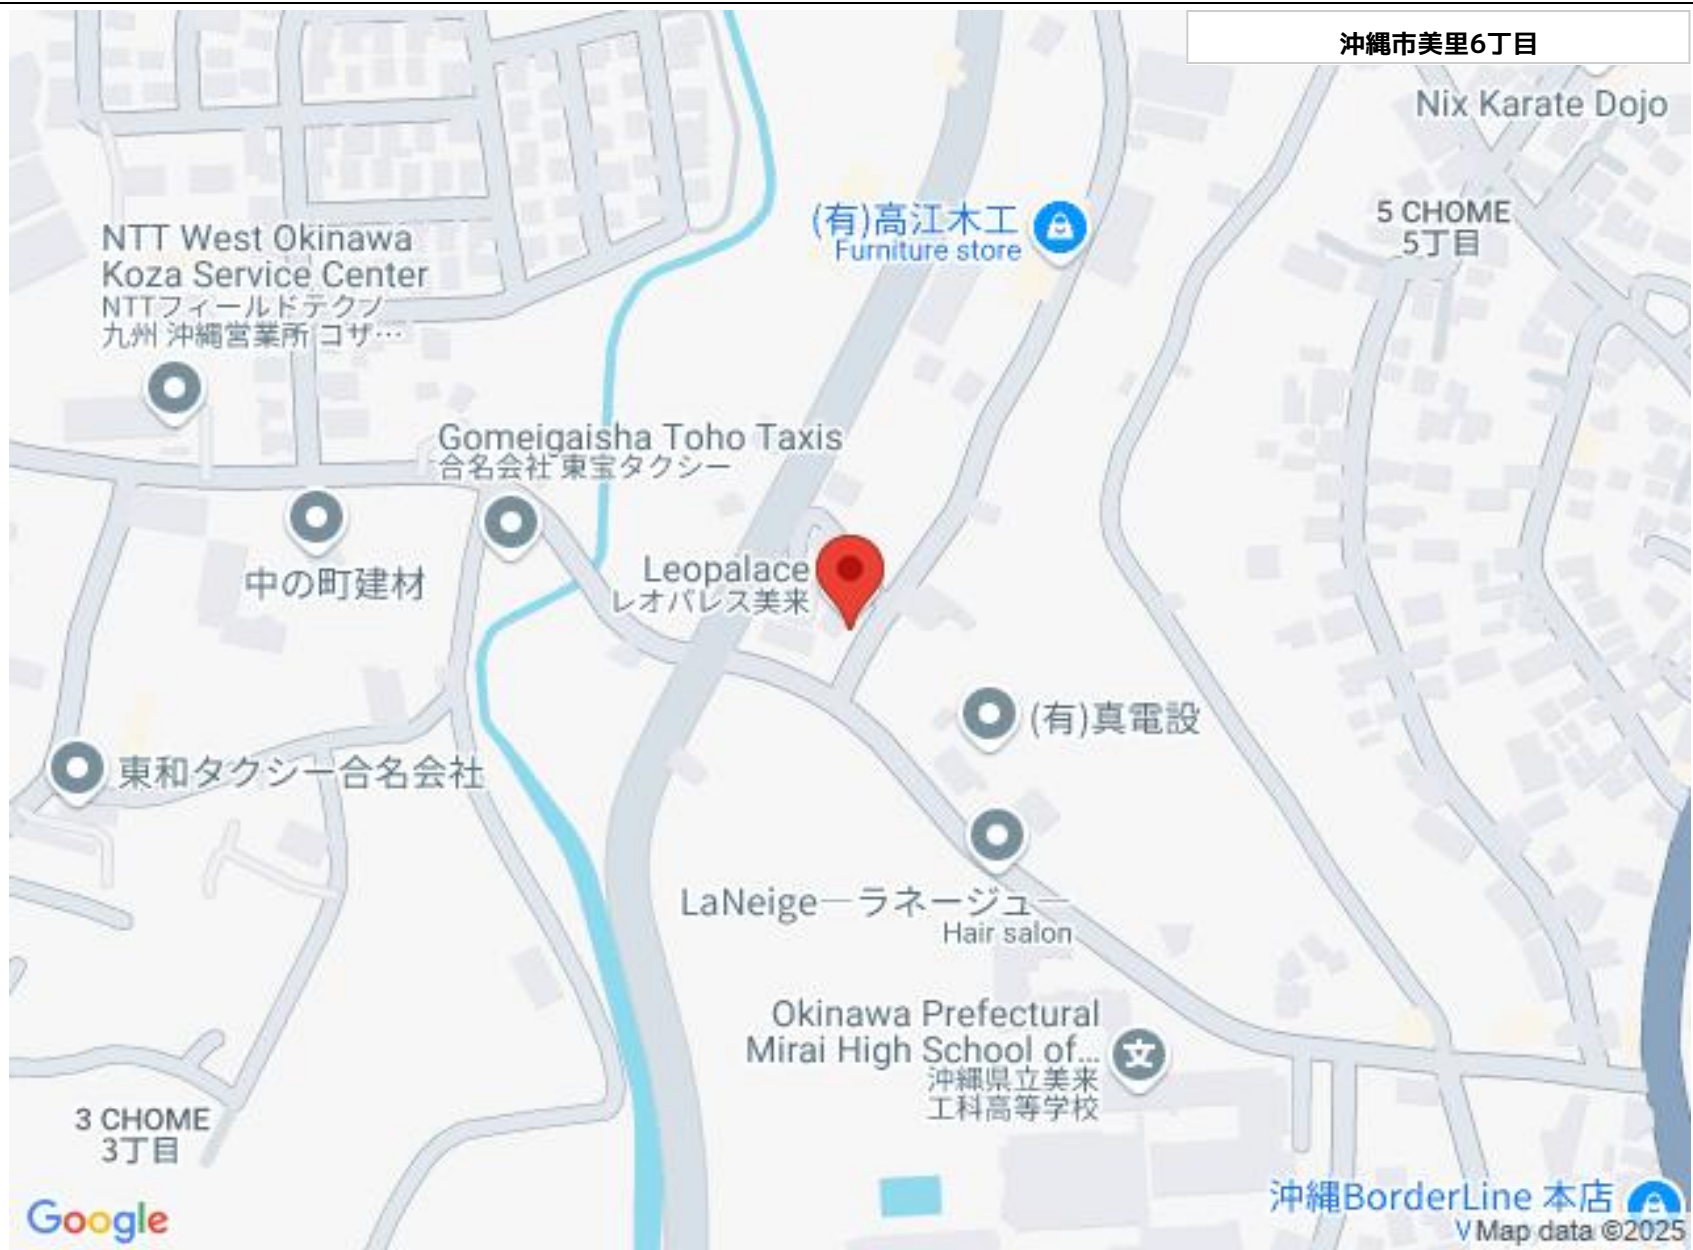 沖縄市美里6丁目
Nix Karate Dojo
(有)高江木工
Furniture store
5 CHOME
5丁目
NTT West Okinawa
Koza Service Center
NTTフィールドテクノ
九州 沖縄営業所 コザ…
Gomeigaisha Toho Taxis
合名会社 東宝タクシー
中の町建材
Leopalace
レオパレス美来
(有)真電設
東和タクシー合名会社
LaNeige—ラネージュ—
Hair salon
Okinawa Prefectural
Mirai High School of...
沖縄県立美来
工科高等学校
文
3 CHOME
3丁目
沖縄BorderLine 本店
Google
V
Map data ©2025